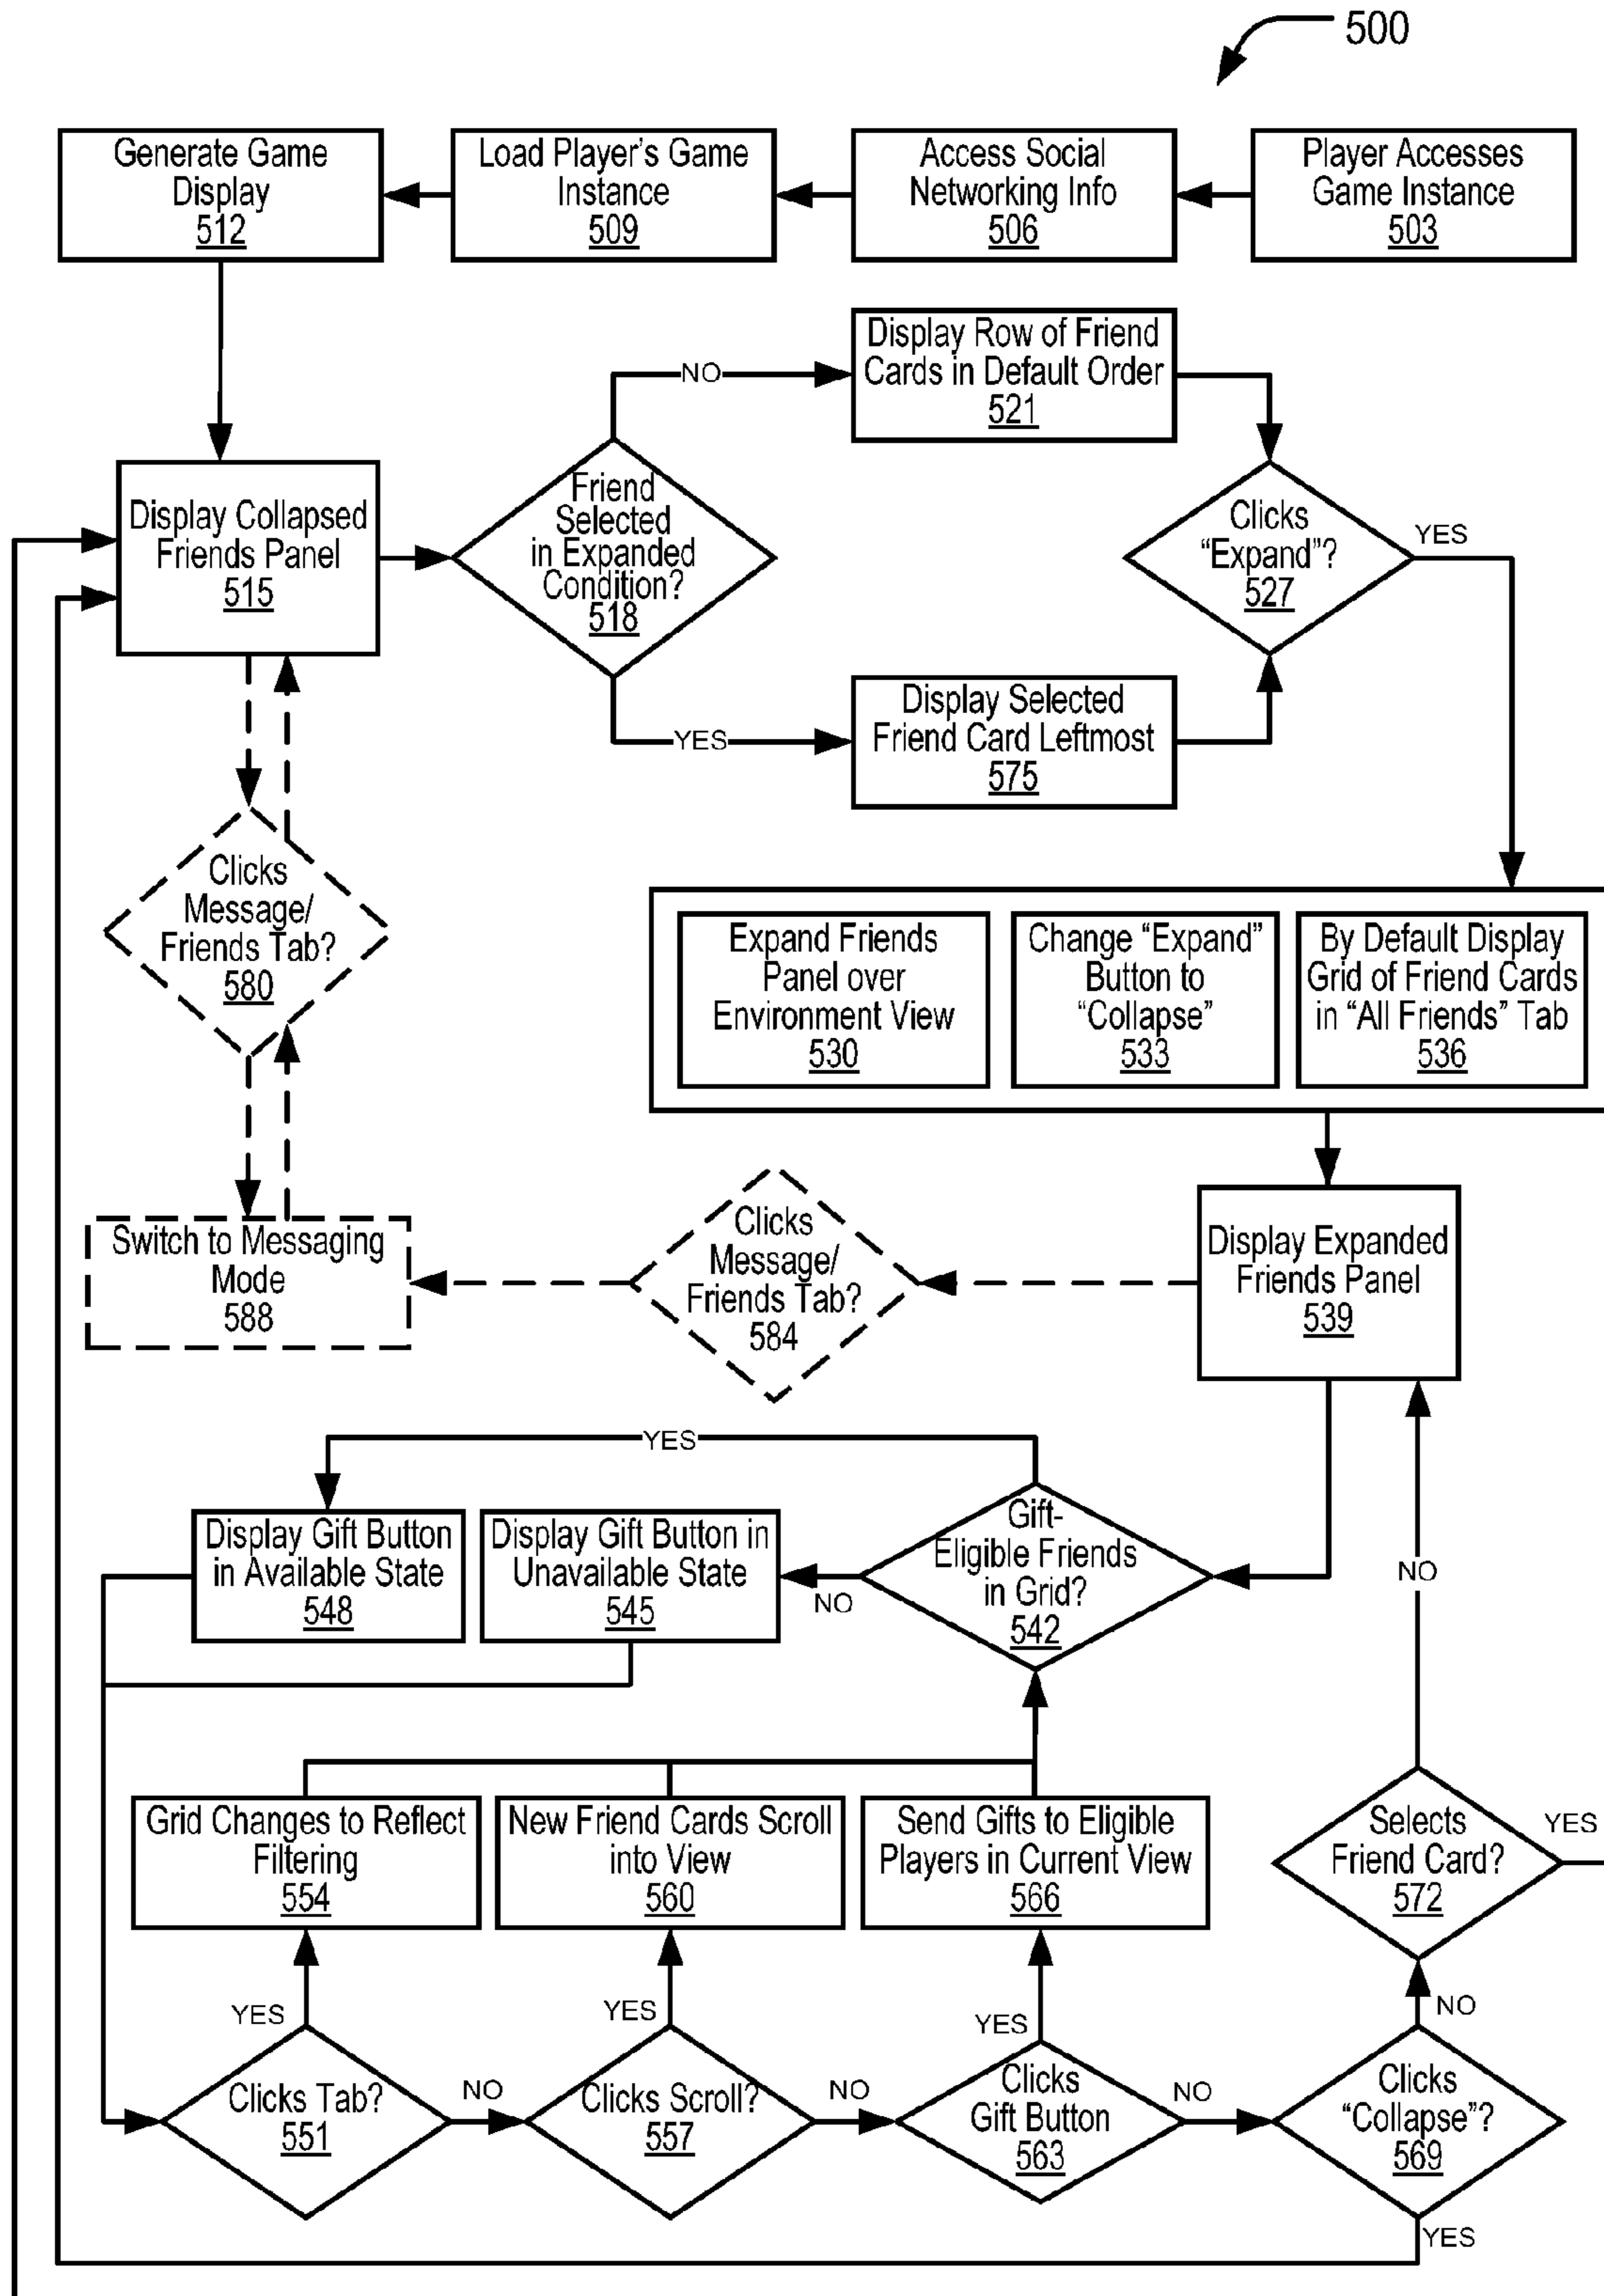 500
Generate Game
Display
512
Load Player's Game
Instance
509
Access Social
Networking Info
506
Player Accesses
Game Instance
503
Display Row of Friend
Cards in Default Order
521
NO
Display Collapsed
Friends Panel
515
Friend
Selected
in Expanded
Condition?
518
Clicks
“Expand”?
527
YES
YES
Display Selected
Friend Card Leftmost
575
Clicks
Message/
Friends Tab?
580
Expand Friends
Panel over
Environment View
530
Change “Expand”
Button to
“Collapse”
533
By Default Display
Grid of Friend Cards
in “All Friends” Tab
536
Switch to Messaging
Mode
588
Clicks
Message/
Friends Tab?
584
Display Expanded
Friends Panel
539
YES
Display Gift Button
in Available State
548
Display Gift Button in
Unavailable State
545
NO
Gift-
Eligible Friends
in Grid?
542
NO
Grid Changes to Reflect
Filtering
554
New Friend Cards Scroll
into View
560
Send Gifts to Eligible
Players in Current View
566
Selects
Friend Card?
572
YES
YES
YES
YES
NO
Clicks Tab?
551
NO
Clicks Scroll?
557
NO
Clicks
Gift Button
563
NO
Clicks
“Collapse”?
569
YES